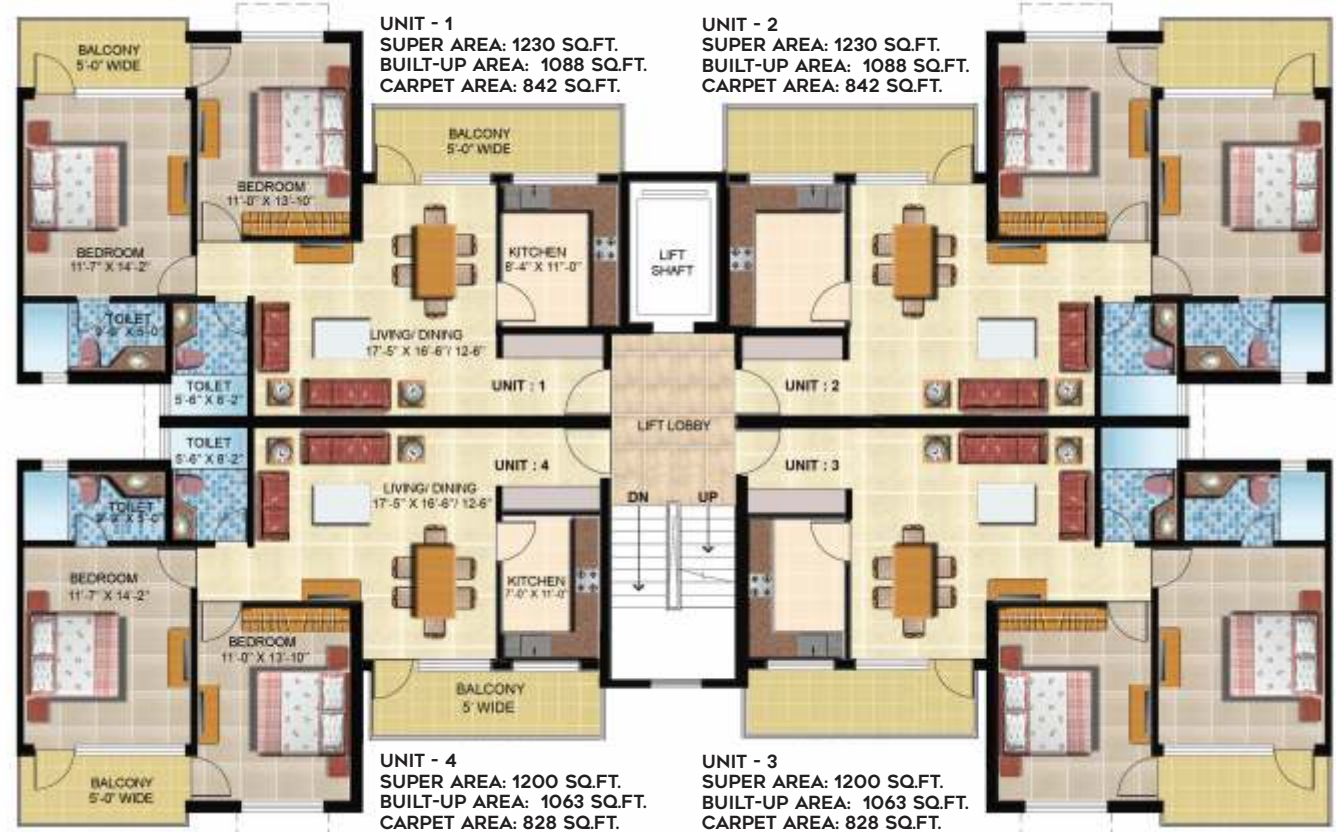 UNIT - 1
SUPER AREA: 1230 SQ.FT.
BUILT-UP AREA: 1088 SQ.FT.
CARPET AREA: 842 SQ.FT.
UNIT - 2
SUPER AREA: 1230 SQ.FT.
BUILT-UP AREA: 1088 SQ.FT.
CARPET AREA: 842 SQ.FT.
BALCONY
5'-0" WIDE
BALCONY
5'-0" WIDE
BEDROOM
11'-0" X 13'-10"
BEDROOM
11'-7" X 14'-2"
KITCHEN
8'-4" X 11'-0"
LIFT
SHAFT
TOILET
LIVING/ DINING
17'-5" X 16'-6"/ 12-6"
TOILET
5'-6" X 8'-2"
UNIT : 1
UNIT : 2
LIFT LOBBY
TOILET
5'-6" X 8'-2"
UNIT : 4
UNIT : 3
LIVING/ DINING
17'-5" X 16'-6"/ 12-6"
TOILET
DN
UP
BEDROOM
11'-7" X 14'-2"
KITCHEN
7'-0" X 11'-0"
BEDROOM
11'-0" X 13'-10"
BALCONY
5' WIDE
BALCONY
5'-0" WIDE
UNIT - 4
SUPER AREA: 1200 SQ.FT.
BUILT-UP AREA: 1063 SQ.FT.
CARPET AREA: 828 SQ.FT.
UNIT - 3
SUPER AREA: 1200 SQ.FT.
BUILT-UP AREA: 1063 SQ.FT.
CARPET AREA: 828 SQ.FT.